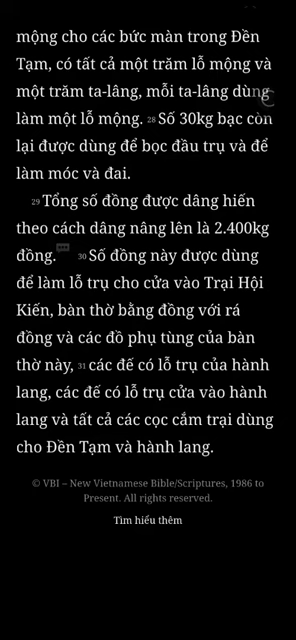 mộng cho các bức màn trong Đền
Tạm, có tất cả một trăm lỗ mộng và
một trăm ta-lâng, mỗi ta-lâng dùng
làm một lỗ mộng. 28 Số 30kg bạc còn
lại được dùng để bọc đầu trụ và để
làm móc và đai.
29 Tổng số đồng được dâng hiến
theo cách dâng nâng lên là 2.400kg
đồng. 30 Số đồng này được dùng
để làm lỗ trụ cho cửa vào Trại Hội
Kiến, bàn thờ bằng đồng với rá
đồng và các đồ phụ tùng của bàn
thờ này, 31 các đế có lỗ trụ của hành
lang, các đế có lỗ trụ cửa vào hành
lang và tất cả các cọc cắm trại dùng
cho Đền Tạm và hành lang.
© VBI – New Vietnamese Bible/Scriptures, 1986 to
Present. All rights reserved.
Tìm hiểu thêm